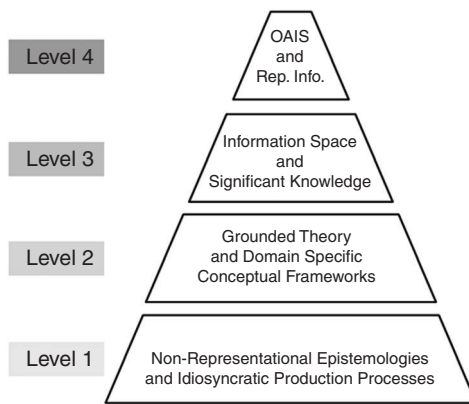 Level 4
OAIS
and
Rep. Info.
Level 3
Information Space
and
Significant Knowledge
Level 2
Grounded Theory
and Domain Specific
Conceptual Frameworks
Level 1
Non-Representational Epistemologies
and Idiosyncratic Production Processes